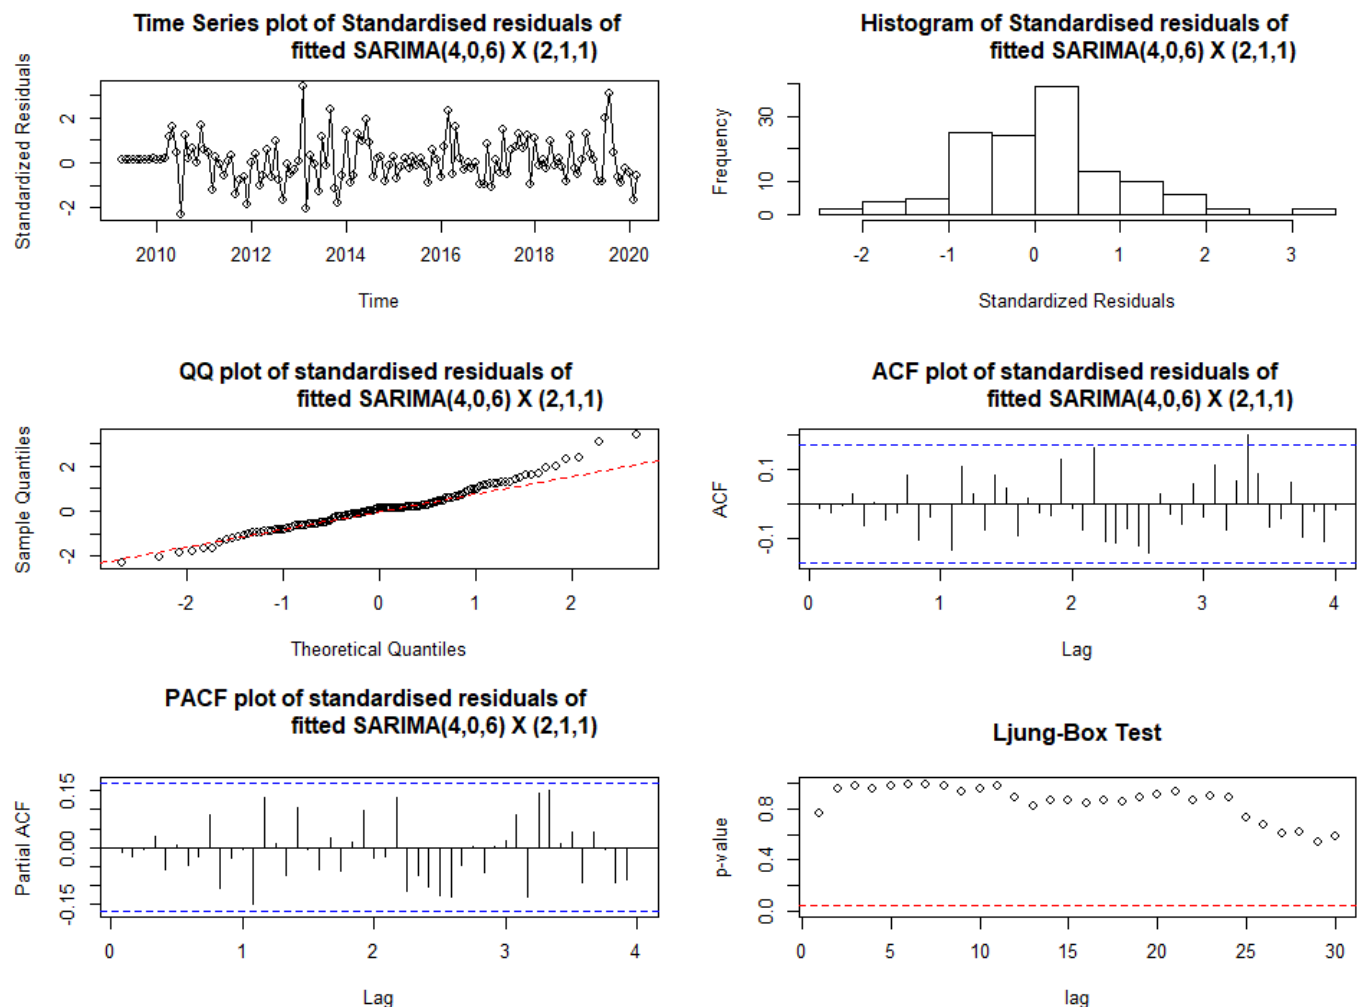 Time Series plot of Standardised residuals of
fitted SARIMA(4,0,6) X (2,1,1)
Standardized Residuals
2
0
-2
2010 2012 2014 2016 2018 2020
Time
Histogram of Standardised residuals of
fitted SARIMA(4,0,6) X (2,1,1)
Frequency
30
10
0
-2 -1 0 1 2 3
Standardized Residuals
QQ plot of standardised residuals of
fitted SARIMA(4,0,6) X (2,1,1)
Sample Quantiles
2
0
-2
-2 -1 0 1 2
Theoretical Quantiles
ACF plot of standardised residuals of
fitted SARIMA(4,0,6) X (2,1,1)
ACF
0.1
-0.1
0 1 2 3 4
Lag
PACF plot of standardised residuals of
fitted SARIMA(4,0,6) X (2,1,1)
Partial ACF
0.15
0.00
-0.15
0 1 2 3 4
Lag
Ljung-Box Test
p-value
0.8
0.4
0.0
0 5 10 15 20 25 30
lag